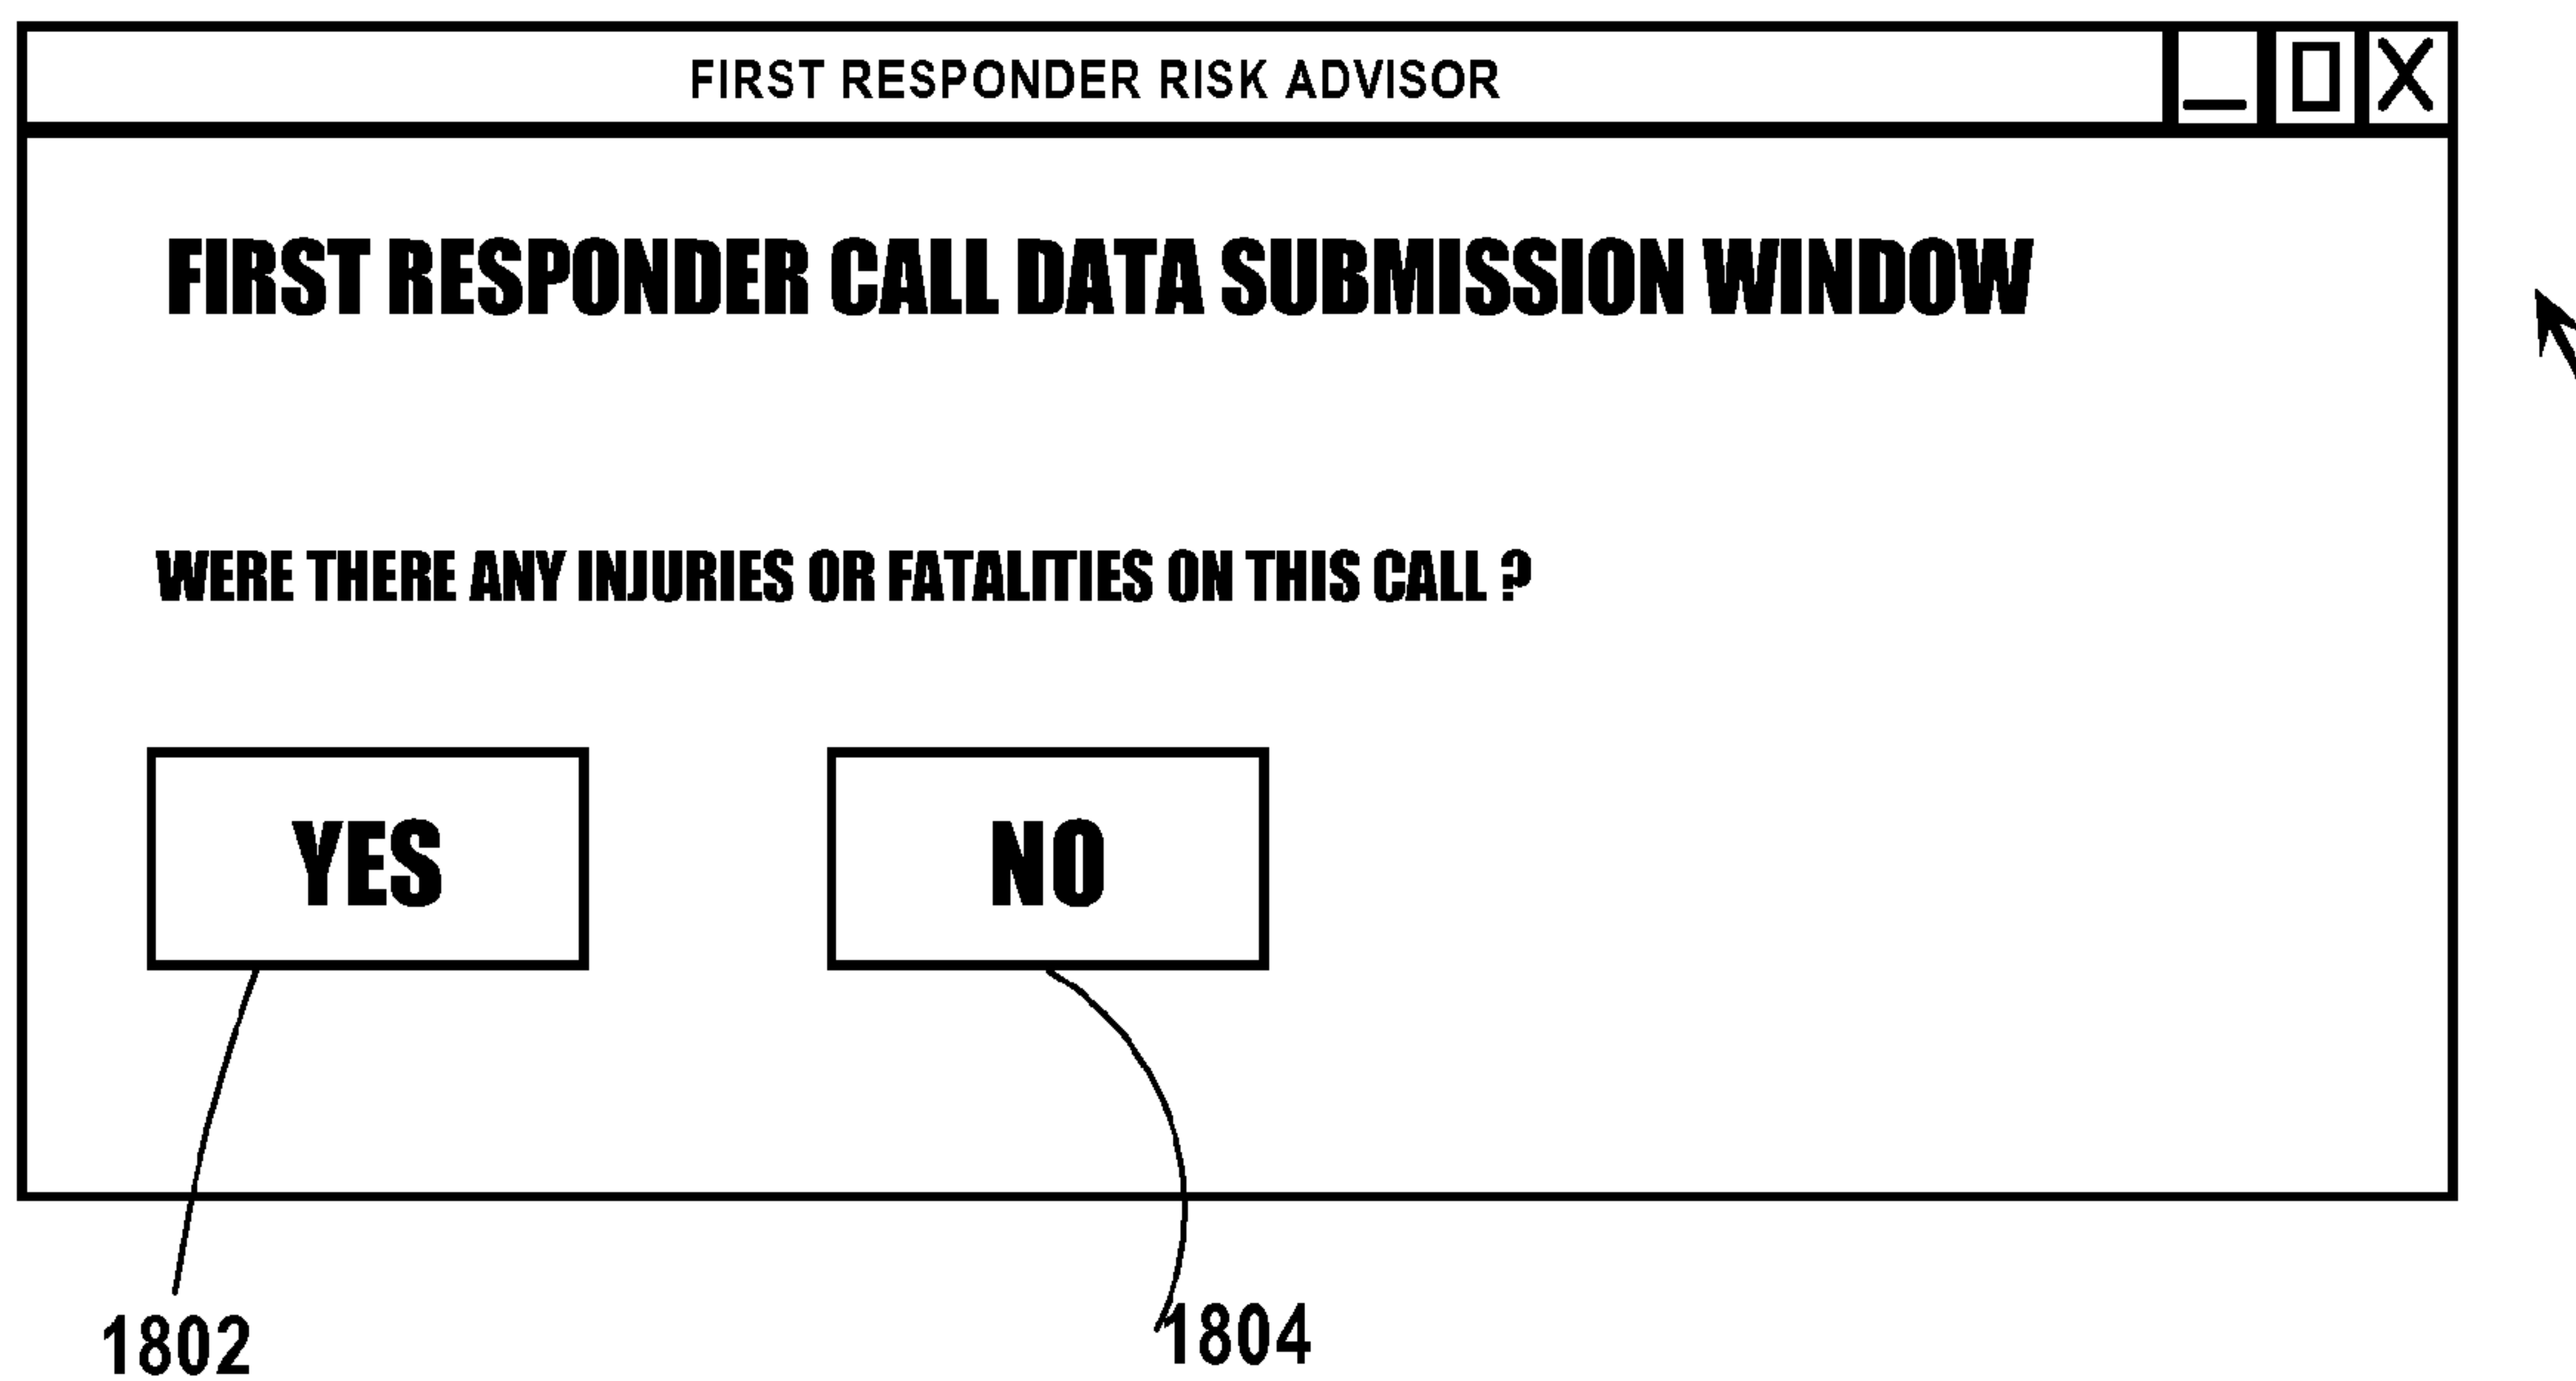 FIRST RESPONDER RISK ADVISOR
FIRST RESPONDER CALL DATA SUBMISSION WINDOW
WERE THERE ANY INJURIES OR FATALITIES ON THIS CALL ?
YES NO
1802 1804